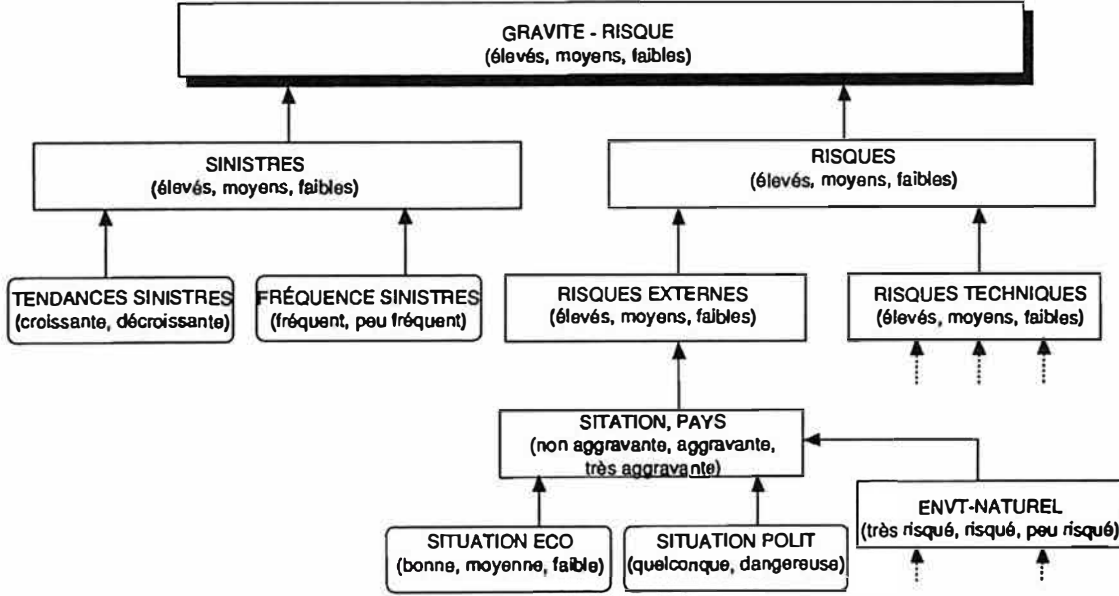 GRAVITE - RISQUE
(élevés, moyens, faibles)
SINISTRES
(élevés, moyens, faibles)
RISQUES
(élevés, moyens, faibles)
TENDANCES SINISTRES
(croissante, décroissante)
FRÉQUENCE SINISTRES
(fréquent, peu fréquent)
RISQUES EXTERNES
(élevés, moyens, faibles)
RISQUES TECHNIQUES
(élevés, moyens, faibles)
SITATION, PAYS
(non aggravante, aggravante,
très aggravante)
ENVT-NATUREL
(très risqué, risqué, peu risqué)
SITUATION ECO
(bonne, moyenne, faible)
SITUATION POLIT
(quelconque, dangereuse)